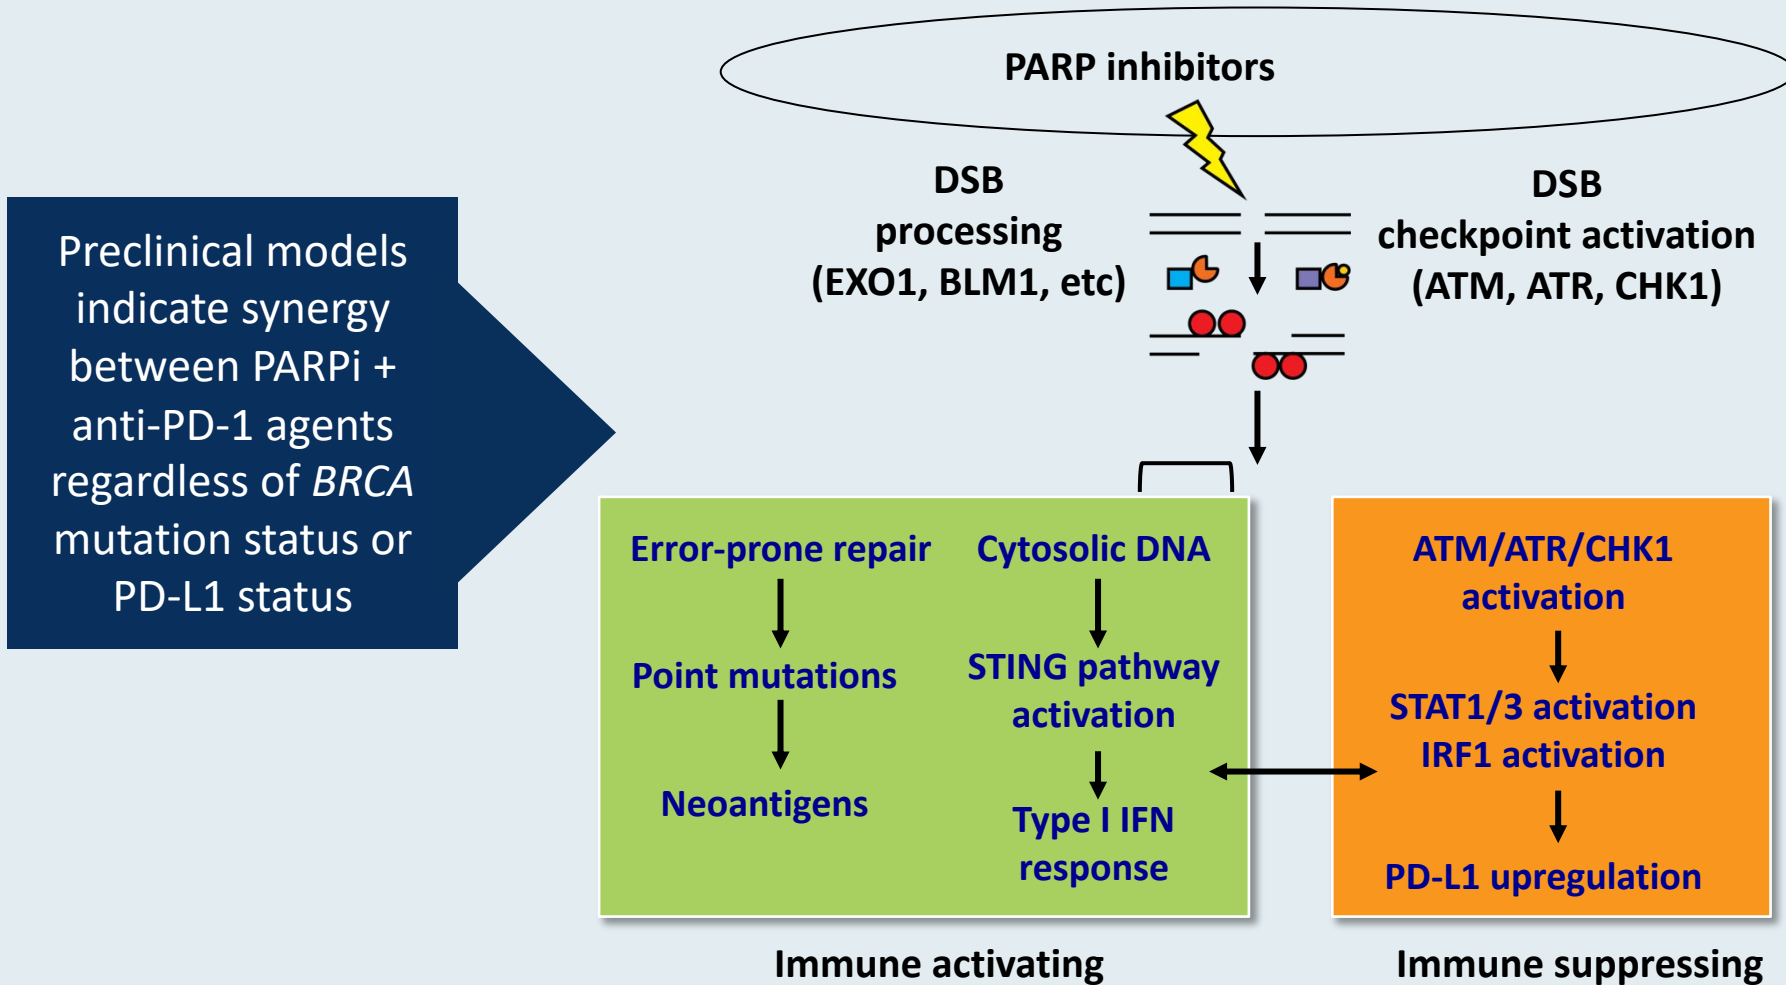 PARP inhibitors
DSB
processing
(EXO1, BLM1, etc)
DSB
checkpoint activation
(ATM, ATR, CHK1)
Preclinical models
indicate synergy
between PARPi +
anti-PD-1 agents
regardless of BRCA
mutation status or
PD-L1 status
Error-prone repair
Point mutations
Neoantigens
Cytosolic DNA
STING pathway
activation
Type I IFN
response
ATM/ATR/CHK1
activation
STAT1/3 activation
IRF1 activation
PD-L1 upregulation
Immune activating
Immune suppressing